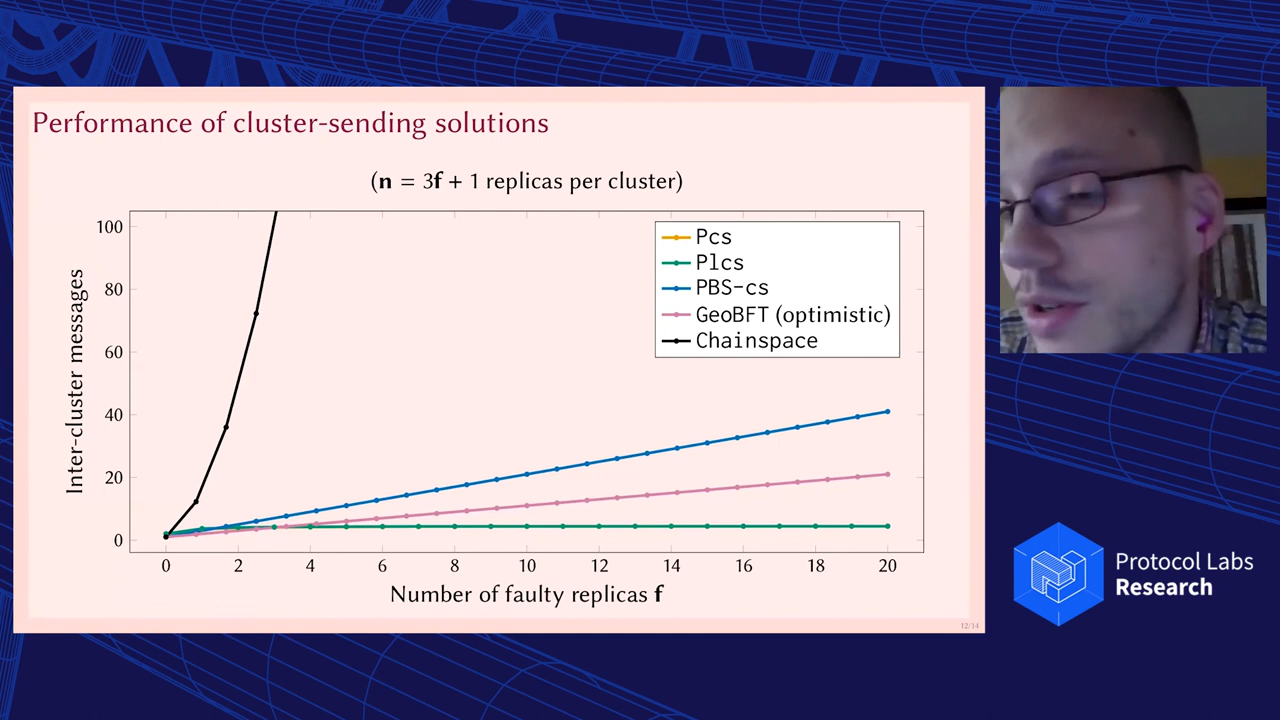 Performance of cluster-sending solutions
(n = 3f + 1 replicas per cluster)
Inter-cluster messages
100
80
60
40
20
0
Pcs
Plcs
PBS-cs
GeoBFT (optimistic)
Chainspace
0 2 4 6 8 10 12 14 16 18 20
Number of faulty replicas f
12/14
Protocol Labs
Research